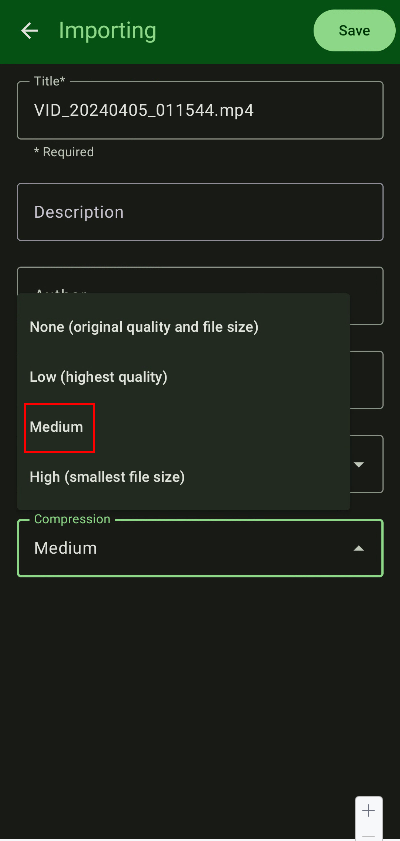 Importing
Save
Title*
VID_20240405_011544.mp4
* Required
Description
None (original quality and file size)
Low (highest quality)
Medium
High (smallest file size)
Compression
Medium